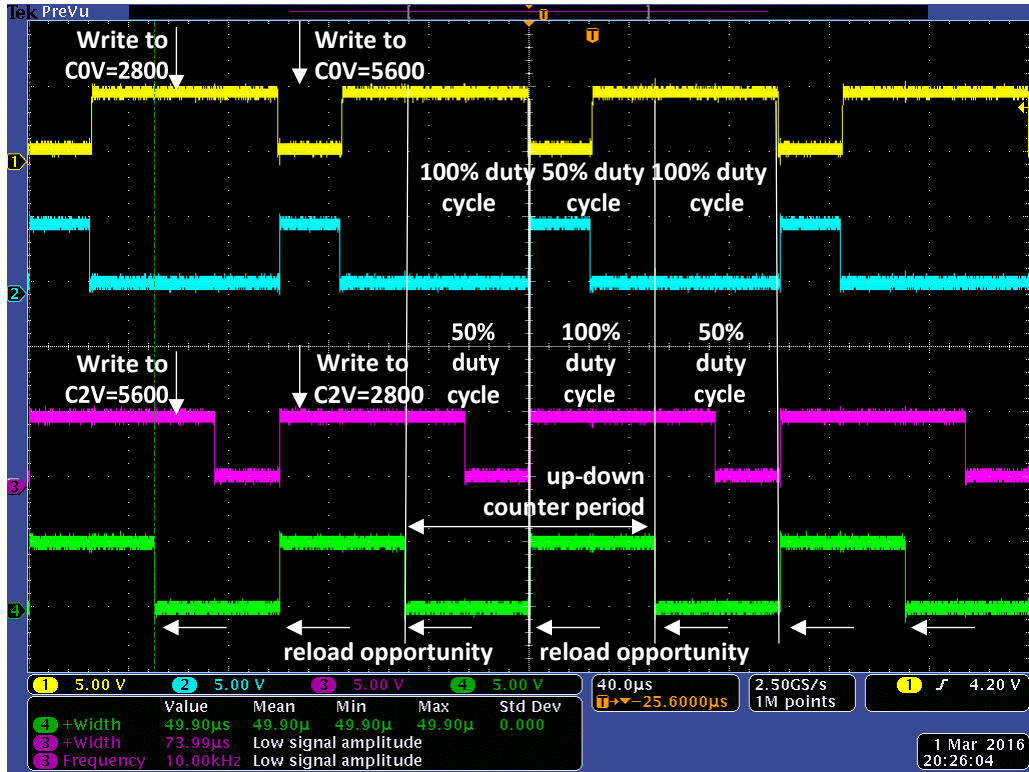 Tek PreVu
T
T
Write to
C0V=2800
Write to
C0V=5600
1
100% duty
cycle
50% duty
cycle
100% duty
cycle
2
Write to
C2V=5600
Write to
C2V=2800
50%
duty
cycle
100%
duty
cycle
50%
duty
cycle
3
up-down
counter period
4
reload opportunity
reload opportunity
1 5.00 V
2 5.00 V
3 5.00 V
4 5.00 V
40.0µs
T→▼−25.6000µs
2.50GS/s
1M points
1 ʃ 4.20 V
Value Mean Min Max Std Dev
4 +Width 49.90µs 49.90µ 49.90µ 49.90µ 0.000
3 +Width 73.99µs Low signal amplitude
3 Frequency 10.00kHz Low signal amplitude
1 Mar 2016
20:26:04